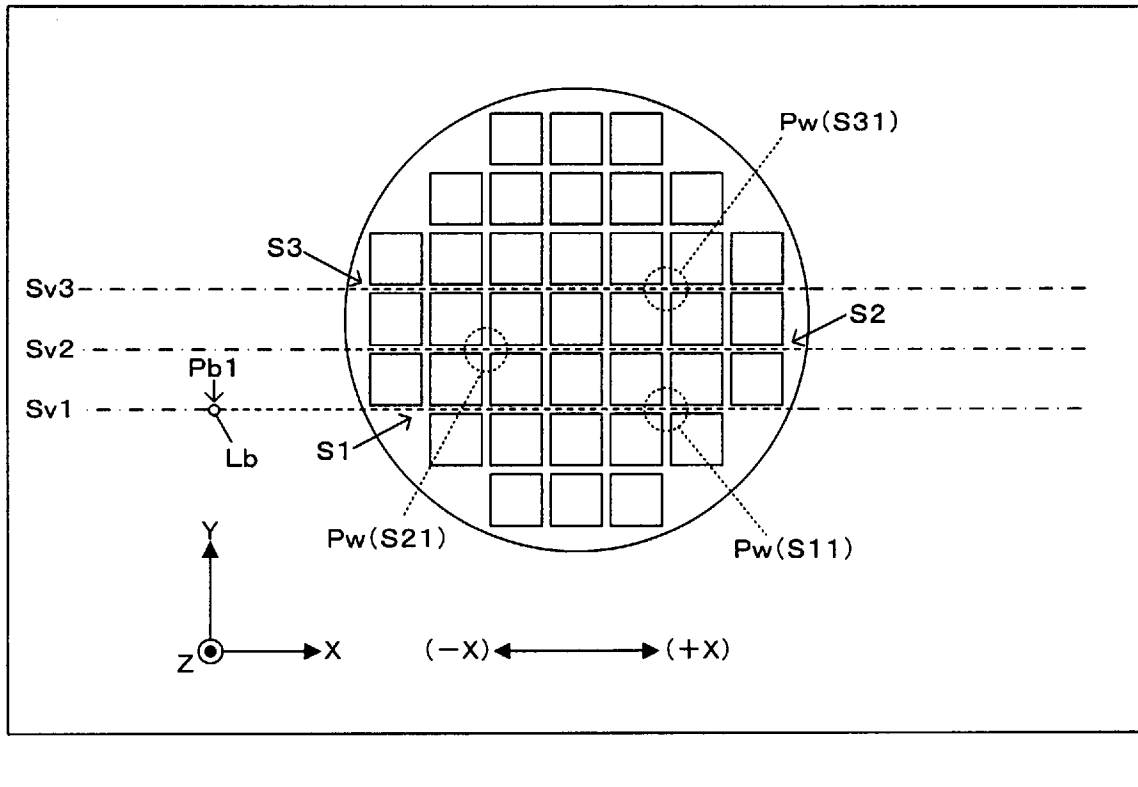 Pw(S31)
S3
Sv3
S2
Sv2
Pb1
Sv1
S1
Lb
Pw(S21)
Pw(S11)
Y
Z
X
(−X)
(+X)